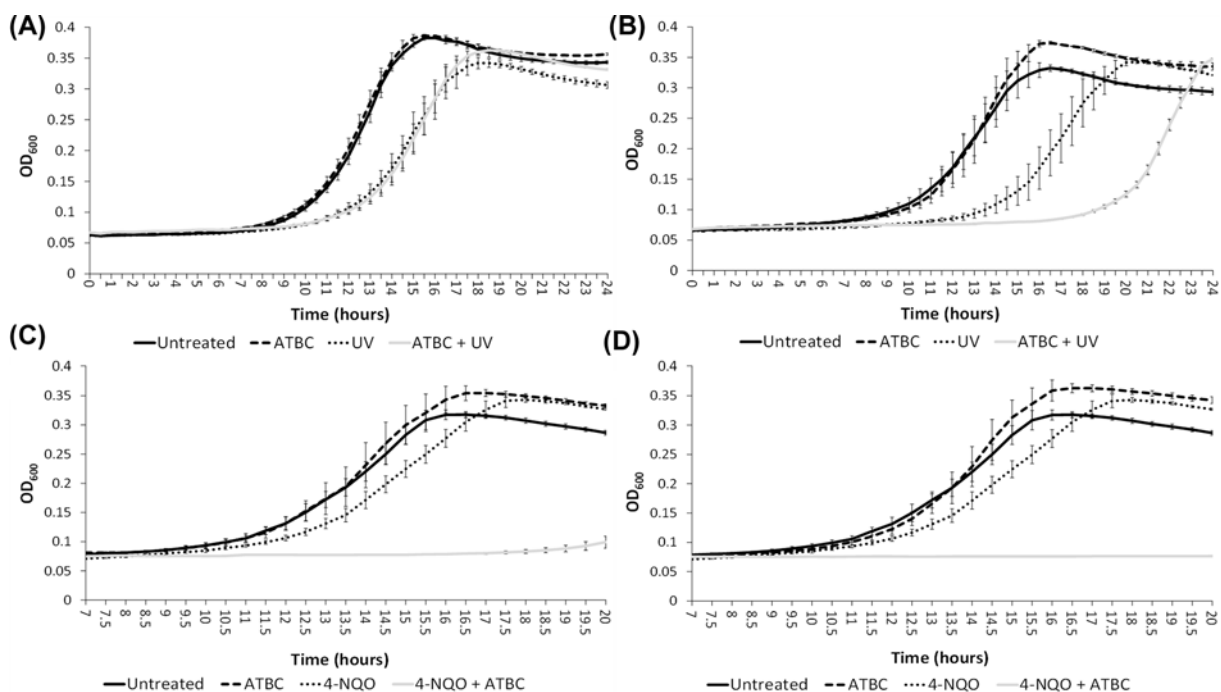 (A)
0.4
0.35
0.3
0.25
0.2
0.15
0.1
0.05
0
OD600
0 1 2 3 4 5 6 7 8 9 10 11 12 13 14 15 16 17 18 19 20 21 22 23 24
Time (hours)
Untreated ATBC UV ATBC + UV
(B)
0.4
0.35
0.3
0.25
0.2
0.15
0.1
0.05
0
OD600
0 1 2 3 4 5 6 7 8 9 10 11 12 13 14 15 16 17 18 19 20 21 22 23 24
Time (hours)
Untreated ATBC UV ATBC + UV
(C)
0.4
0.35
0.3
0.25
0.2
0.15
0.1
0.05
0
OD600
7 7.5 8 8.5 9 9.5 10 10.5 11 11.5 12 12.5 13 13.5 14 14.5 15 15.5 16 16.5 17 17.5 18 18.5 19 19.5 20
Time (hours)
Untreated ATBC 4-NQO 4-NQO + ATBC
(D)
0.4
0.35
0.3
0.25
0.2
0.15
0.1
0.05
0
OD600
7 7.5 8 8.5 9 9.5 10 10.5 11 11.5 12 12.5 13 13.5 14 14.5 15 15.5 16 16.5 17 17.5 18 18.5 19 19.5 20
Time (hours)
Untreated ATBC 4-NQO 4-NQO + ATBC